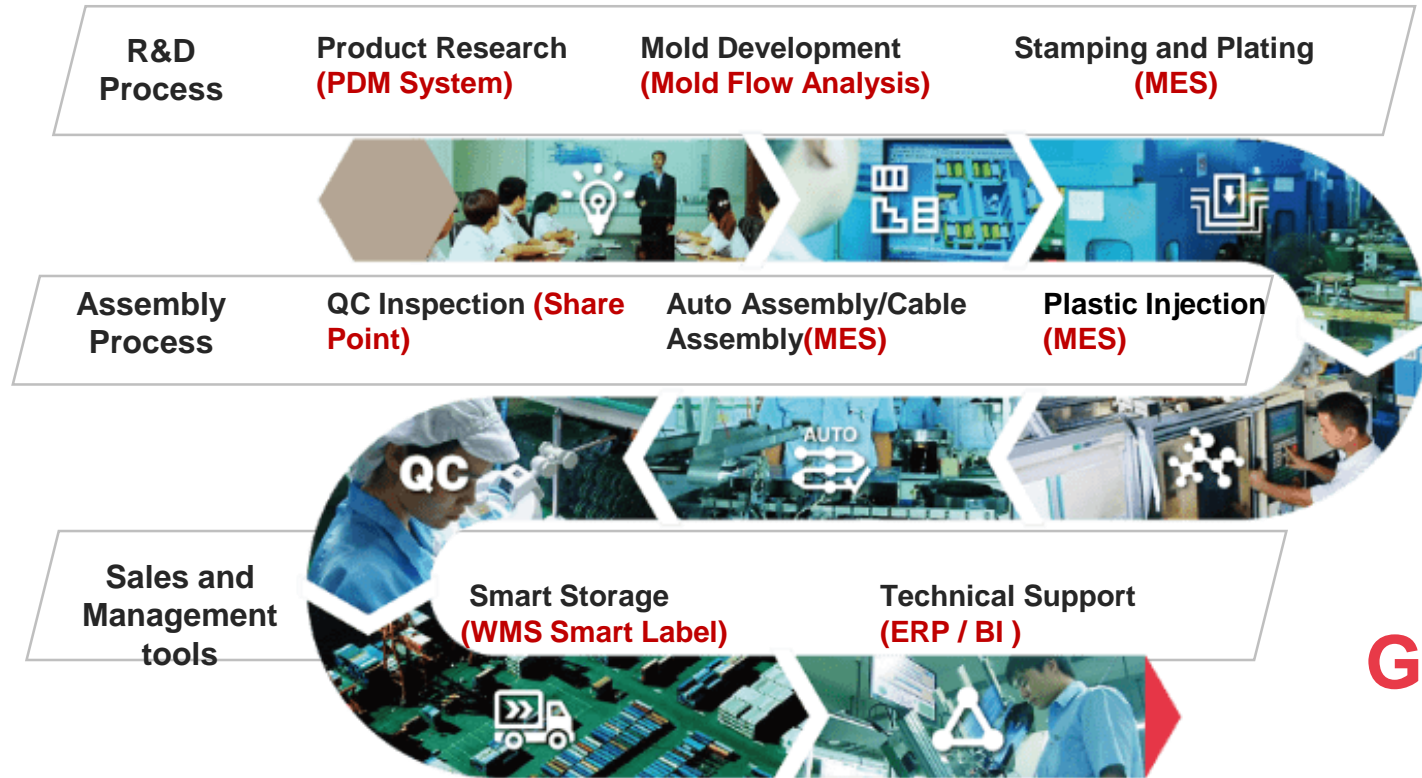 R&D
Process
Product Research
(PDM System)
Mold Development
(Mold Flow Analysis)
Stamping and Plating
(MES)
Assembly
Process
QC Inspection (Share
Point)
Auto Assembly/Cable
Assembly(MES)
Plastic Injection
(MES)
QC
AUTO
Sales and
Management
tools
Smart Storage
(WMS Smart Label)
Technical Support
(ERP / BI )
G